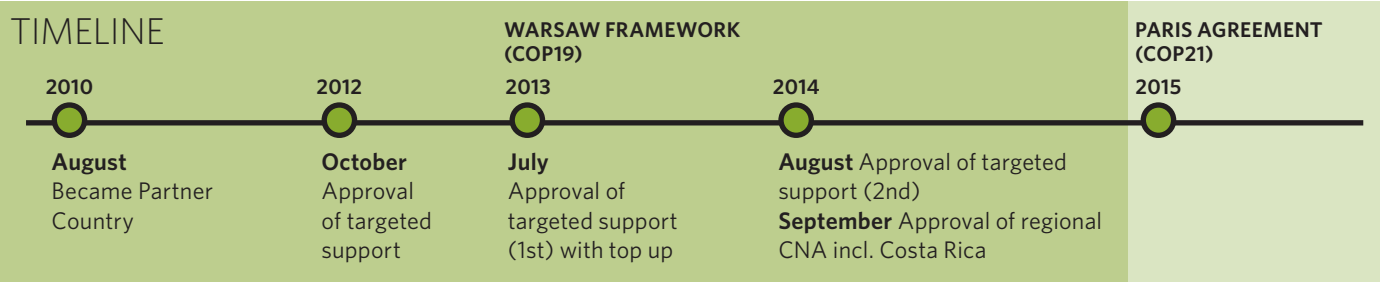 TIMELINE
WARSAW FRAMEWORK
(COP19)
PARIS AGREEMENT
(COP21)
2010
2012
2013
2014
2015
August
Became Partner
Country
October
Approval
of targeted
support
July
Approval of
targeted support
(1st) with top up
August Approval of targeted
support (2nd)
September Approval of regional
CNA incl. Costa Rica